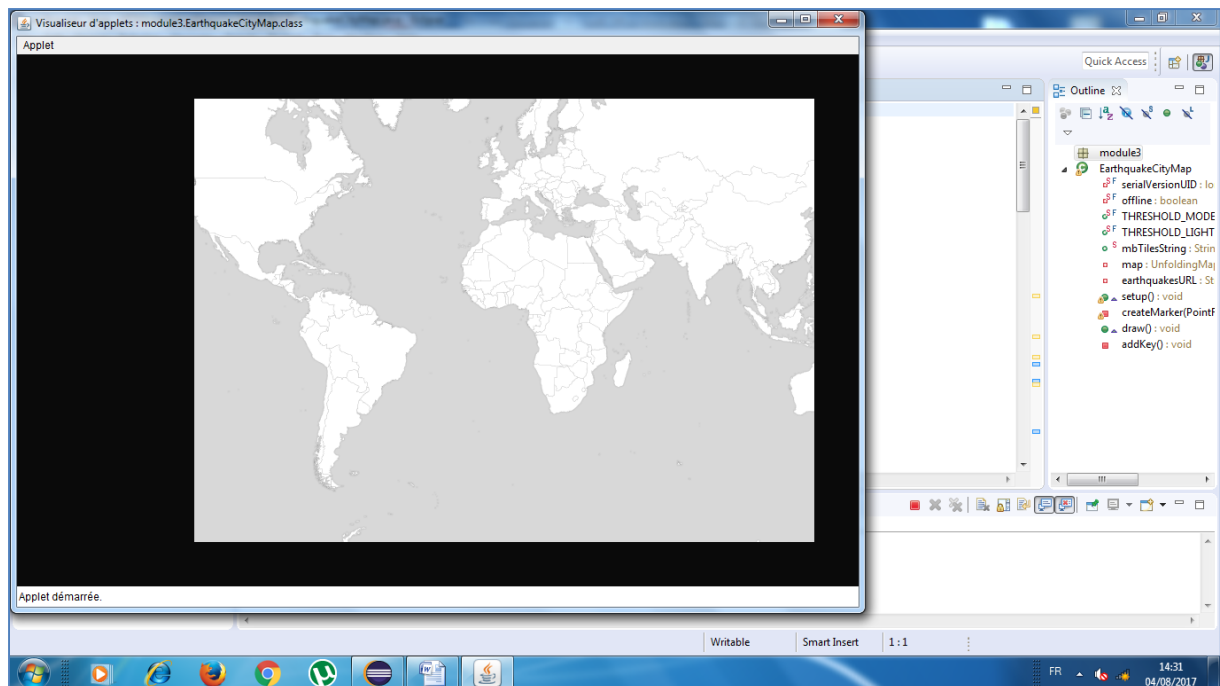 Visualiseur d'applets : module3.EarthquakeCityMap.class
Applet
Applet démarrée.
Quick Access
Outline
module3
EarthquakeCityMap
serialVersionUID : lo
offline : boolean
THRESHOLD_MODE
THRESHOLD_LIGHT
mbTilesString : Strin
map : UnfoldingMa
earthquakesURL : St
setup() : void
createMarker(PointF
draw() : void
addKey() : void
Writable
Smart Insert
1 : 1
FR
14:31
04/08/2017